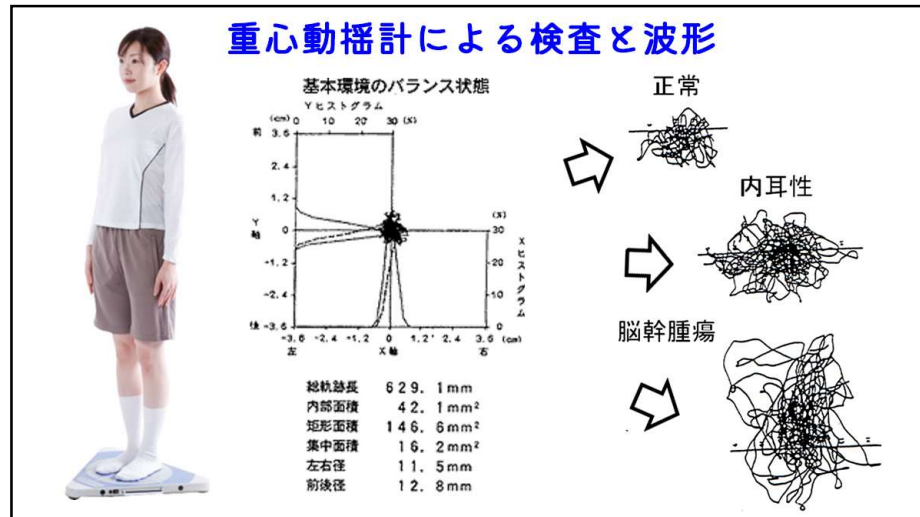 重心動揺計による検査と波形
基本環境のバランス状態
Yヒストグラム
(cm) 0 10 20 30 (%)
前 3.6
2.4
1.2
Y軸 0
-1.2
-2.4
後 -3.6
-3.6 -2.4 -1.2 0 1.2 2.4 3.6 (cm)
左 X軸 右
(%)
30
20
10
0
Xヒストグラム
総軌跡長 629.1mm
内部面積 42.1mm²
矩形面積 146.6mm²
集中面積 16.2mm²
左右径 11.5mm
前後径 12.8mm
正常
内耳性
脳幹腫瘍